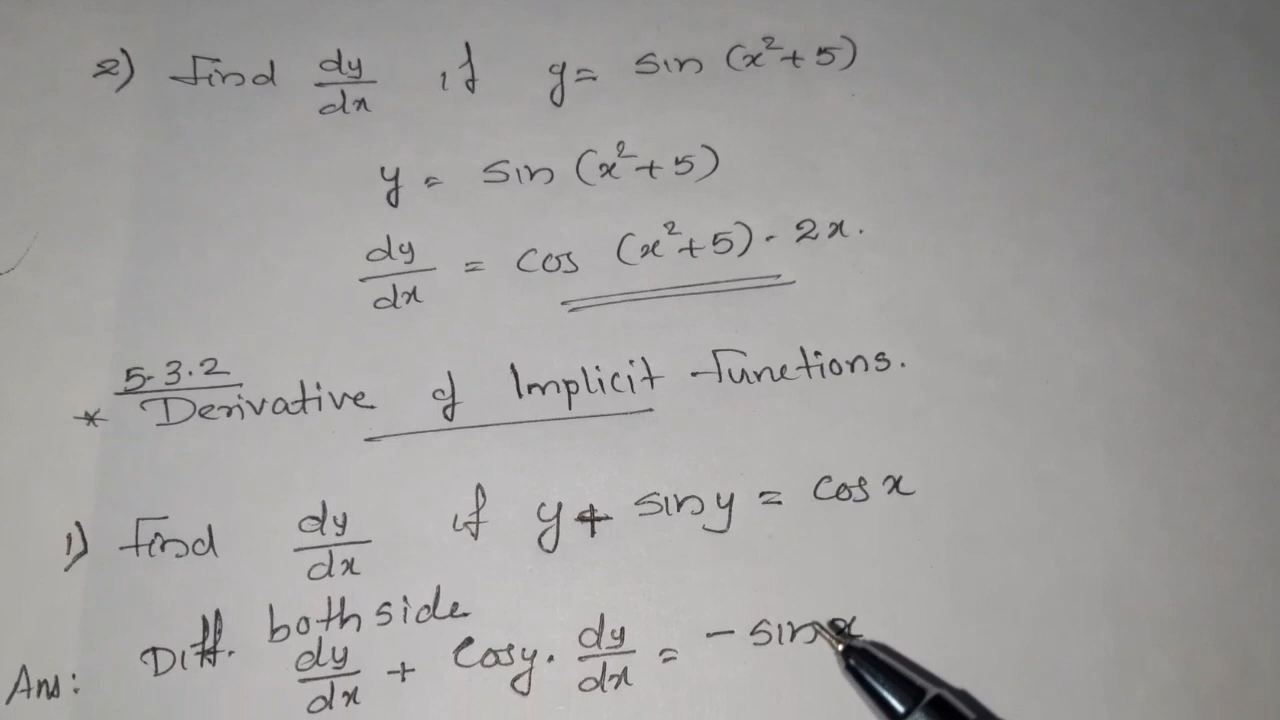 2) Find dy/dx if y = sin (x²+5)
y = sin (x²+5)
dy/dx = cos (x²+5) · 2x.
5.3.2
* Derivative of Implicit Functions.
1) Find dy/dx if y + siny = cos x
Diff. both side
Ans: dy/dx + Cosy. dy/dx = - sin x